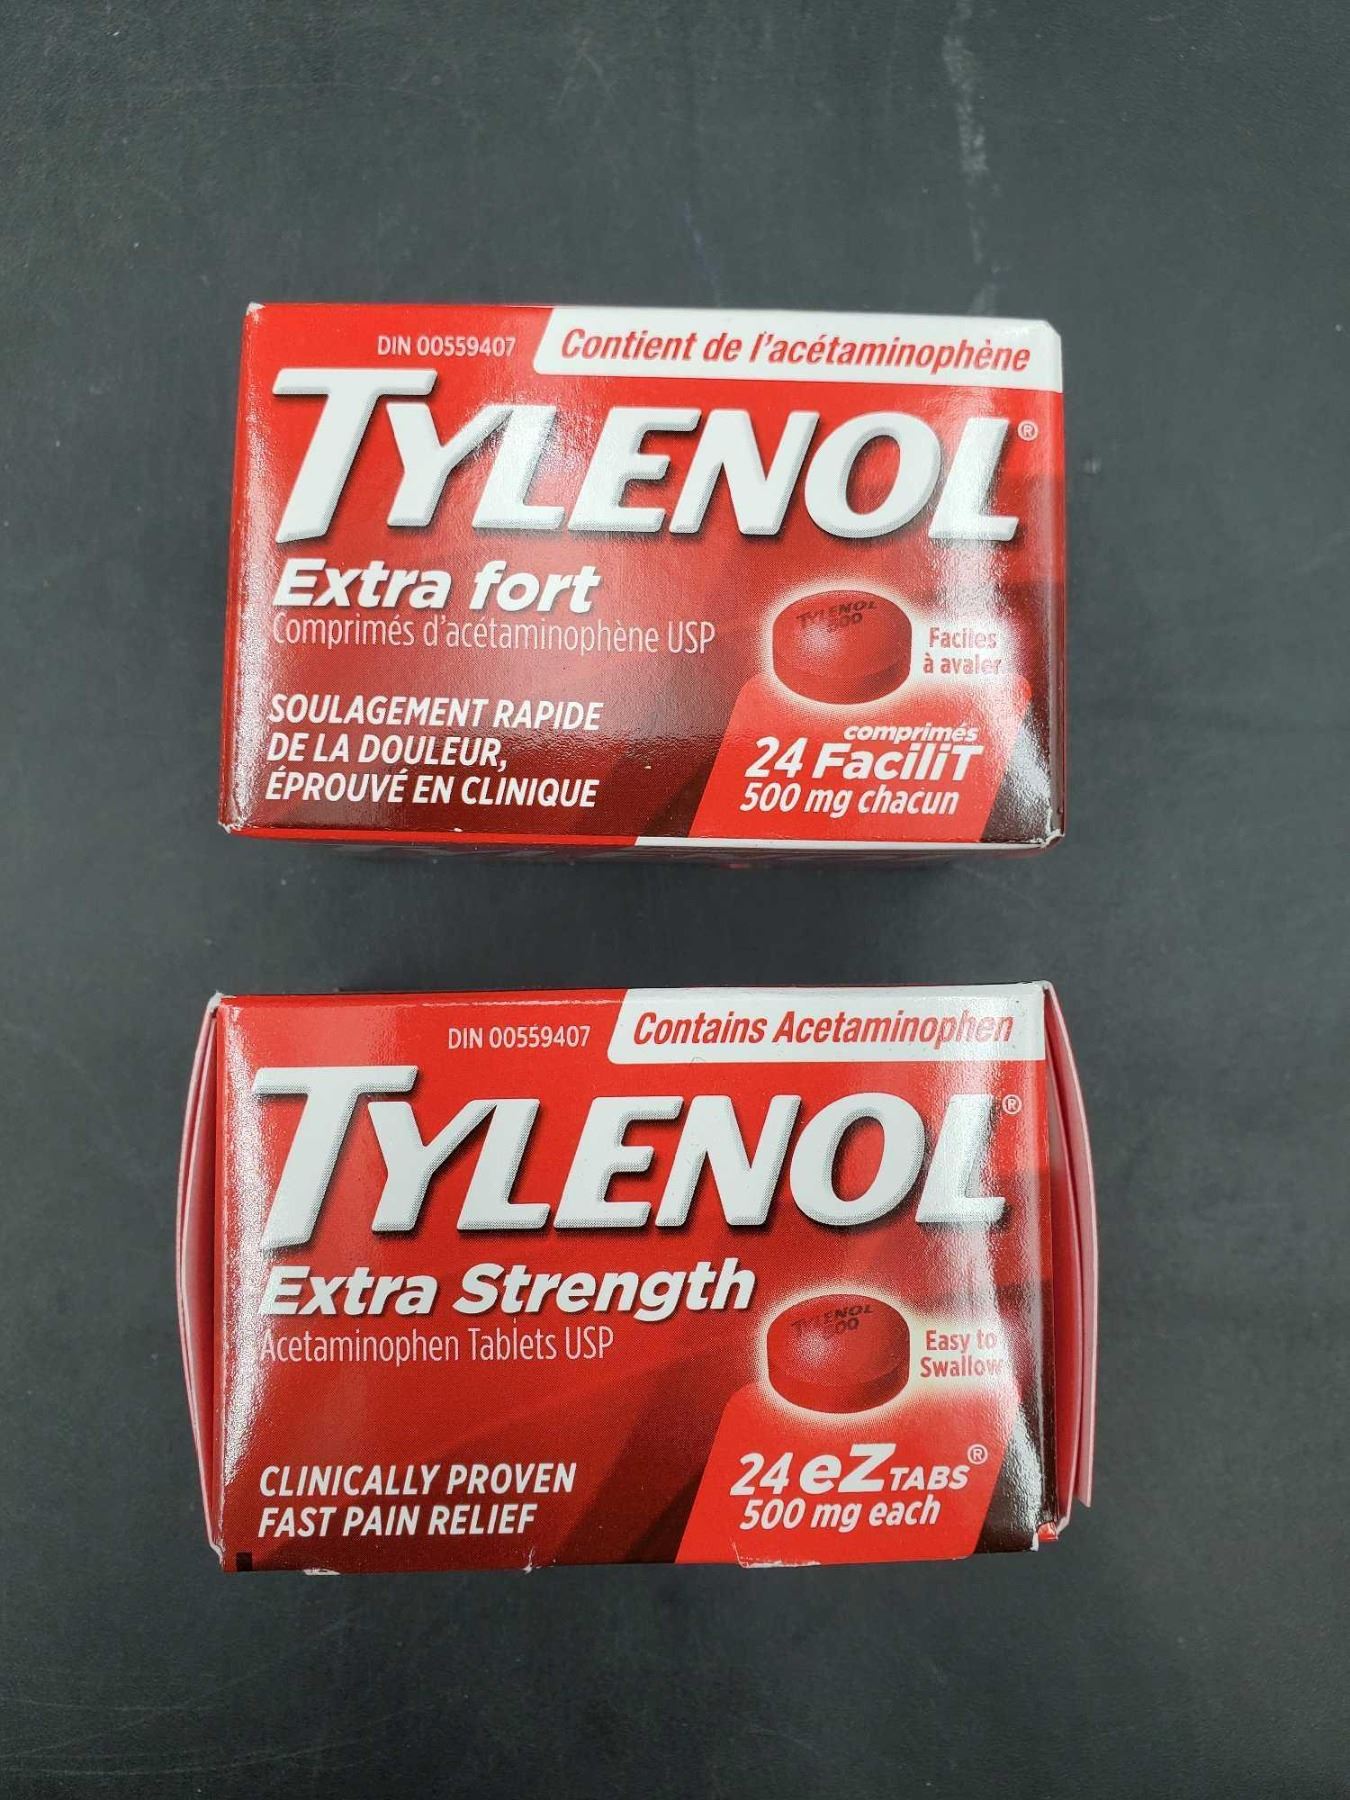 DIN 00559407
Contient de l'acétaminophène
TYLENOL®
Extra fort
Comprimés d'acétaminophène USP
TYLENOL
500
Faciles
à avaler
SOULAGEMENT RAPIDE
DE LA DOULEUR,
ÉPROUVÉ EN CLINIQUE
comprimés
24 FaciliT
500 mg chacun
DIN 00559407
Contains Acetaminophen
TYLENOL®
Extra Strength
Acetaminophen Tablets USP
TYLENOL
500
Easy to
Swallow
CLINICALLY PROVEN
FAST PAIN RELIEF
24 eZ TABS®
500 mg each